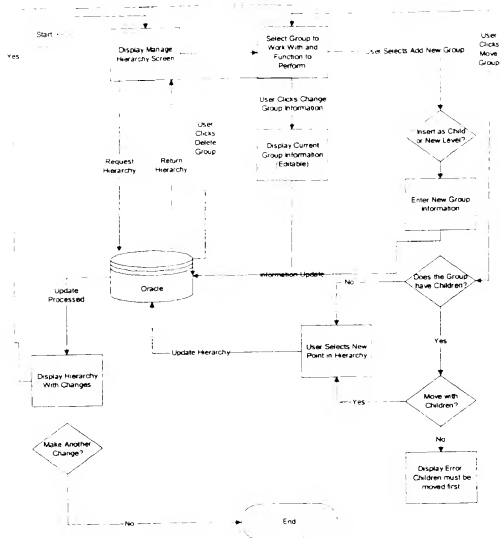 Start
Yes
Display Manage
Hierarchy Screen
Select Group to
Work With and
Function to
Perform
User Selects Add New Group
User
Clicks
Move
Group
User Clicks Change
Group Information
User
Clicks
Delete
Group
Insert as Child
or New Level?
Request
Hierarchy
Return
Hierarchy
Display Current
Group Information
(Editable)
Enter New Group
Information
Oracle
Information Update
Does the Group
have Children?
No
Update
Processed
Update Hierarchy
User Selects New
Point in Hierarchy
Yes
Display Hierarchy
With Changes
Yes
Move with
Children?
No
Make Another
Change?
Display Error
Children must be
moved first
No
End